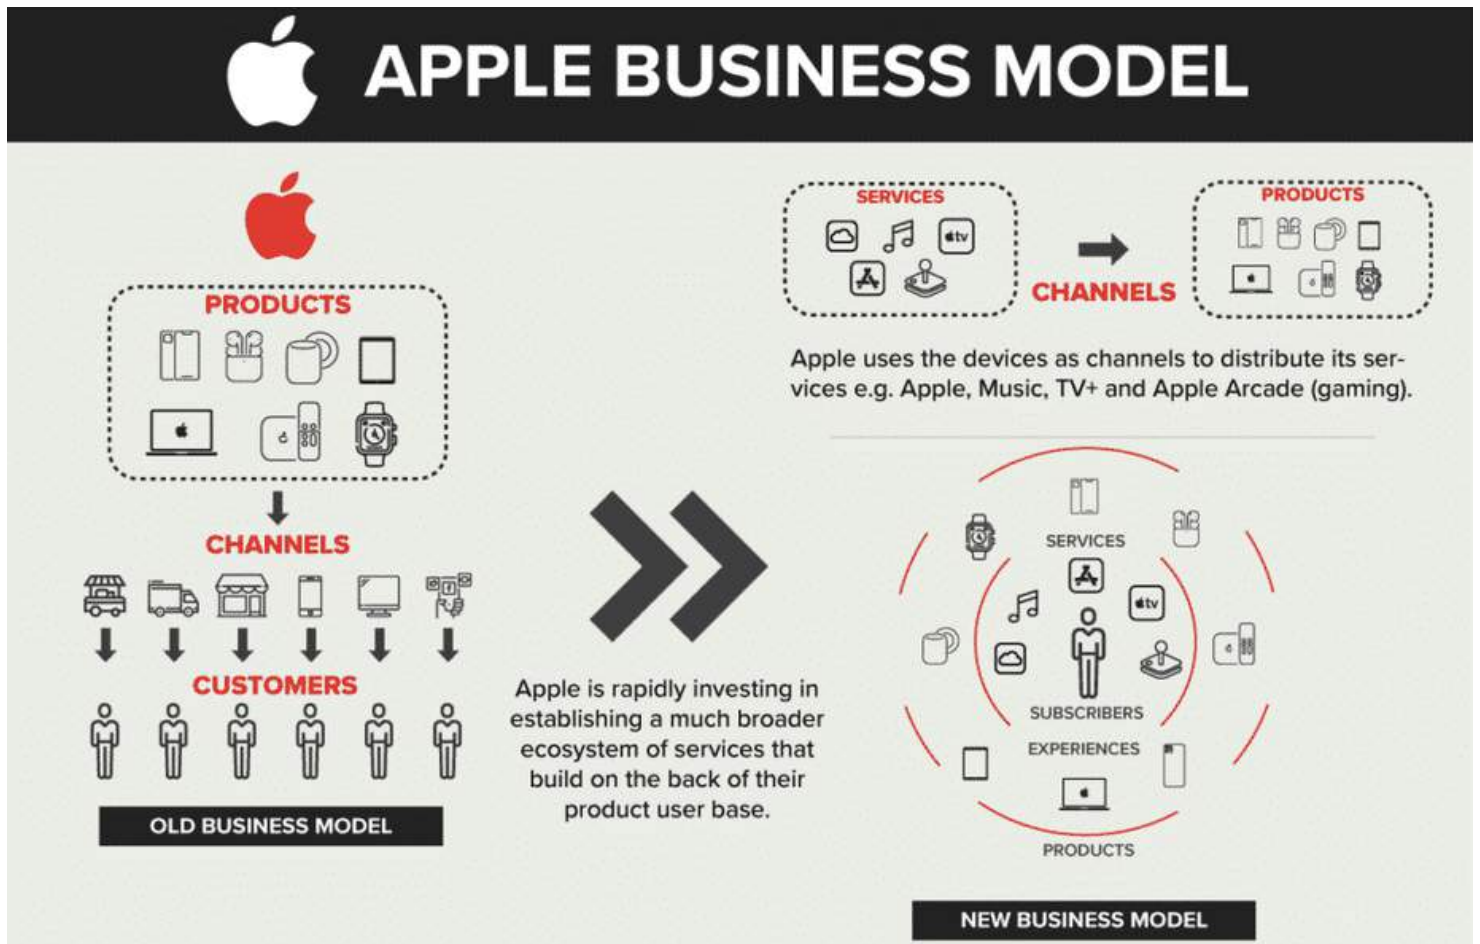 APPLE BUSINESS MODEL
PRODUCTS
CHANNELS
CUSTOMERS
OLD BUSINESS MODEL
Apple is rapidly investing in
establishing a much broader
ecosystem of services that
build on the back of their
product user base.
SERVICES
tv
CHANNELS
PRODUCTS
Apple uses the devices as channels to distribute its ser-
vices e.g. Apple, Music, TV+ and Apple Arcade (gaming).
SERVICES
tv
SUBSCRIBERS
EXPERIENCES
PRODUCTS
NEW BUSINESS MODEL